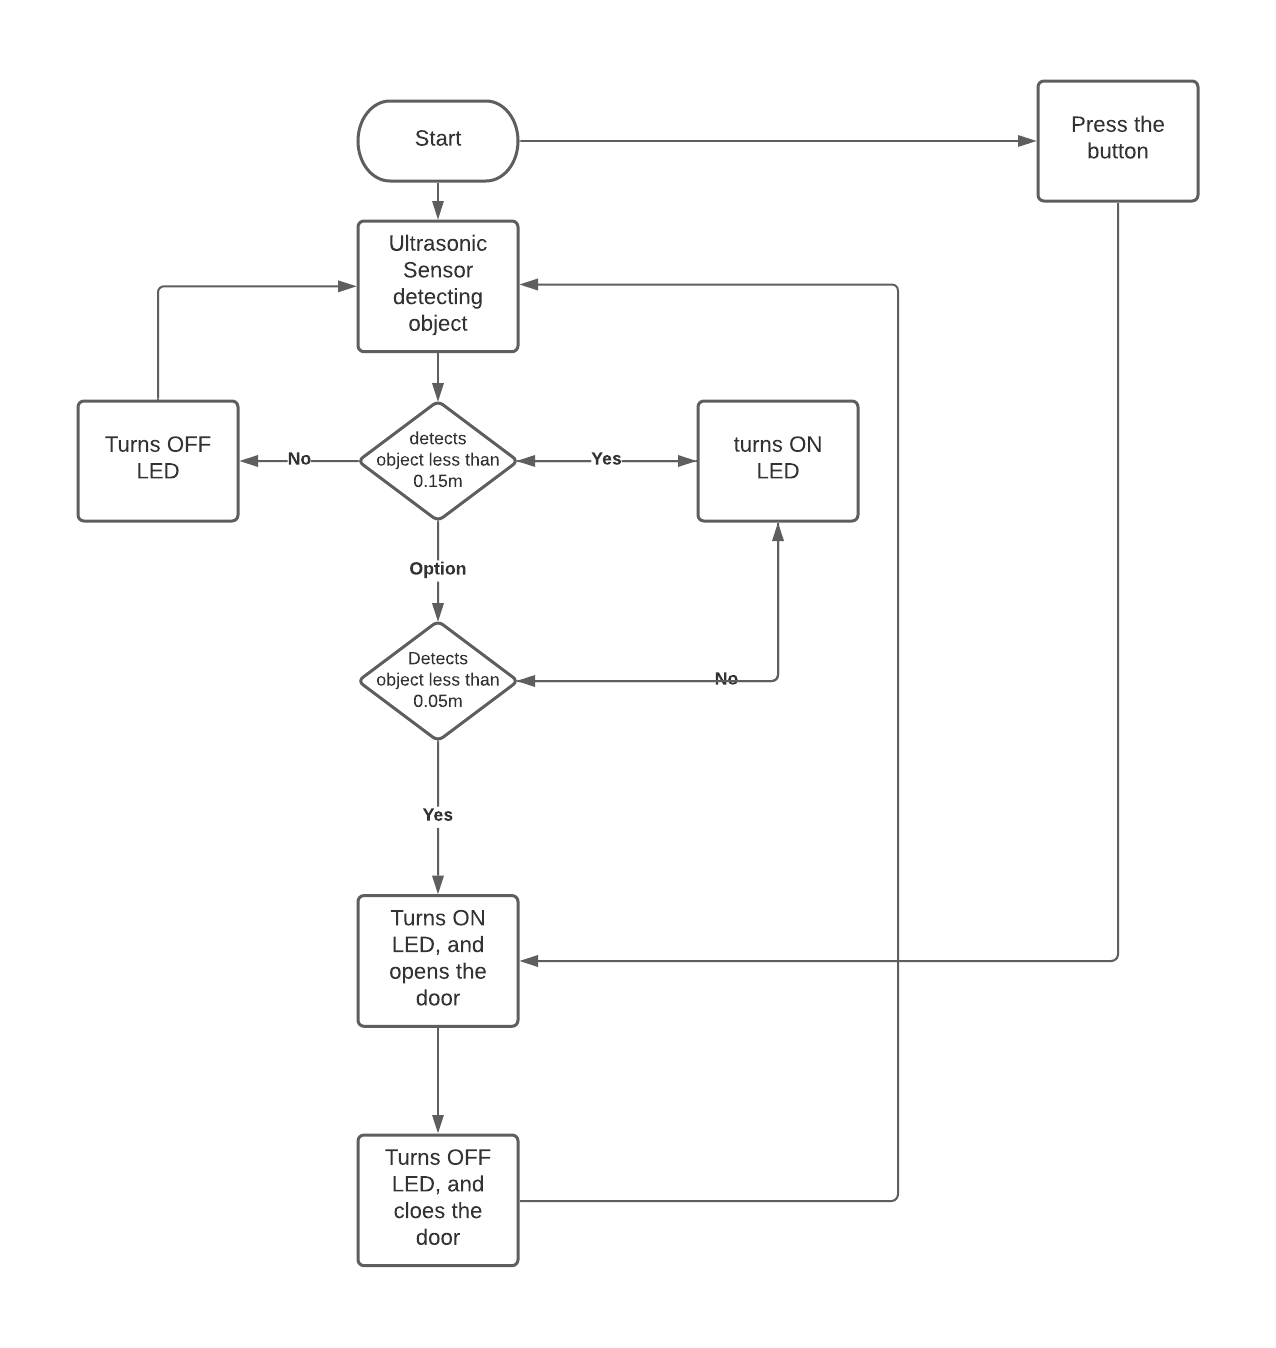 Start
Press the
button
Ultrasonic
Sensor
detecting
object
Turns OFF
LED
No
detects
object less than
0.15m
Yes
turns ON
LED
Option
Detects
object less than
0.05m
No
Yes
Turns ON
LED, and
opens the
door
Turns OFF
LED, and
cloes the
door